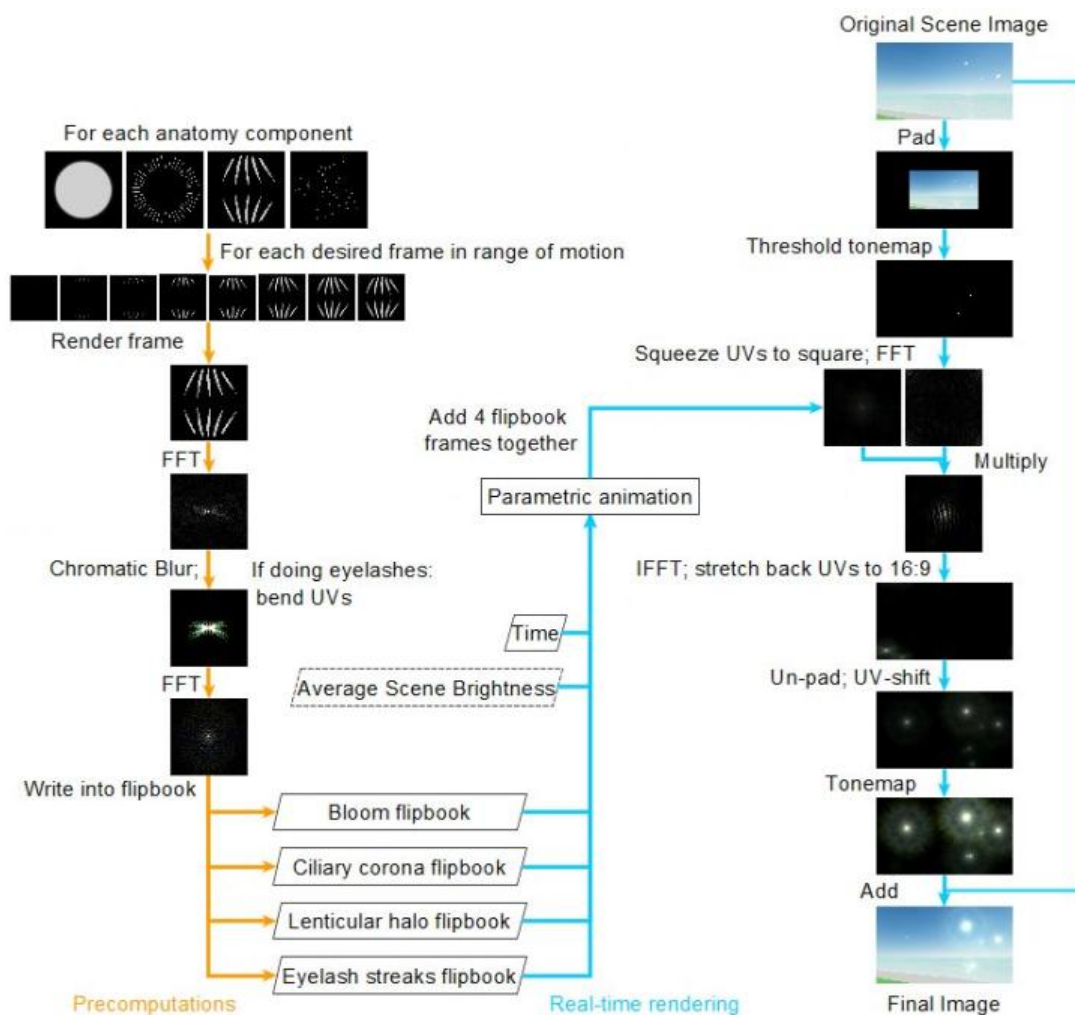 For each anatomy component
For each desired frame in range of motion
Render frame
FFT
Chromatic Blur;
If doing eyelashes:
bend UVs
FFT
Write into flipbook
Bloom flipbook
Ciliary corona flipbook
Lenticular halo flipbook
Eyelash streaks flipbook
Precomputations
Time
Average Scene Brightness
Parametric animation
Add 4 flipbook
frames together
Real-time rendering
Original Scene Image
Pad
Threshold tonemap
Squeeze UVs to square; FFT
Multiply
IFFT; stretch back UVs to 16:9
Un-pad; UV-shift
Tonemap
Add
Final Image